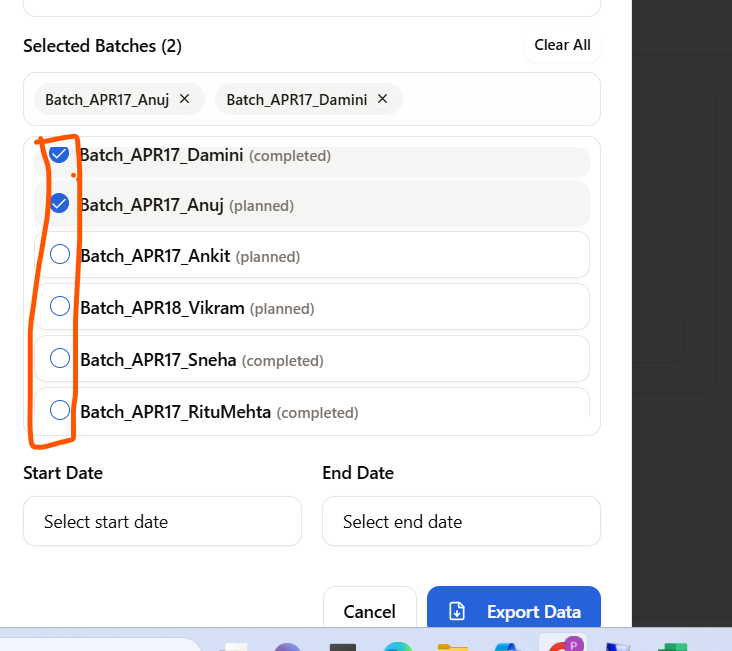 Selected Batches (2)
Clear All
Batch_APR17_Anuj ✕ Batch_APR17_Damini ✕
Batch_APR17_Damini (completed)
Batch_APR17_Anuj (planned)
Batch_APR17_Ankit (planned)
Batch_APR18_Vikram (planned)
Batch_APR17_Sneha (completed)
Batch_APR17_RituMehta (completed)
Start Date
End Date
Select start date
Select end date
Cancel
Export Data
P